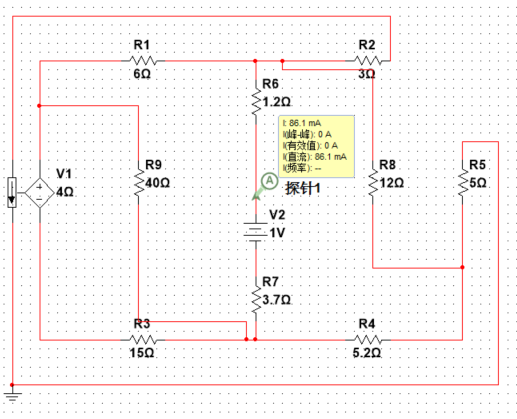 R1
6Ω
R2
3Ω
R6
1.2Ω
I: 86.1 mA
I(峰-峰): 0 A
I(有效值): 0 A
I(直流): 86.1 mA
I(频率): --
A
探针1
V1
4Ω
R9
40Ω
R8
12Ω
R5
5Ω
V2
1V
R7
3.7Ω
R3
15Ω
R4
5.2Ω